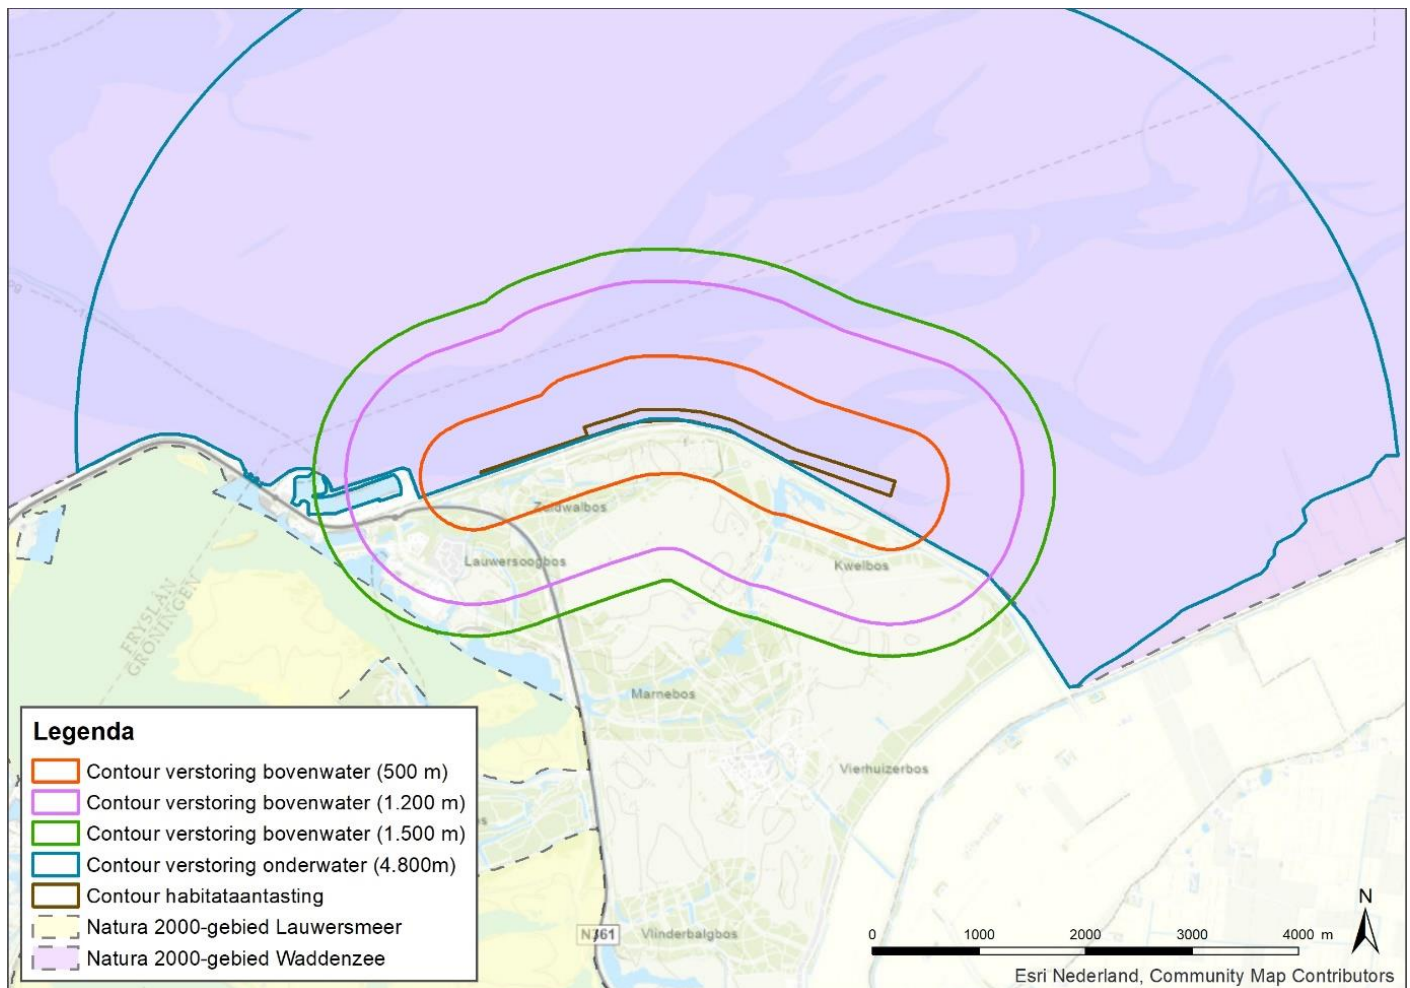 Zuidwalbos
Lauwersoogbos
Kwelbos
FRYSLÂN
GRONINGEN
Marnebos
Vierhuizerbos
N361
Vlinderbalgbos
Legenda
Contour verstoring bovenwater (500 m)
Contour verstoring bovenwater (1.200 m)
Contour verstoring bovenwater (1.500 m)
Contour verstoring onderwater (4.800m)
Contour habitataantasting
Natura 2000-gebied Lauwersmeer
Natura 2000-gebied Waddenzee
N
0 1000 2000 3000 4000 m
Esri Nederland, Community Map Contributors